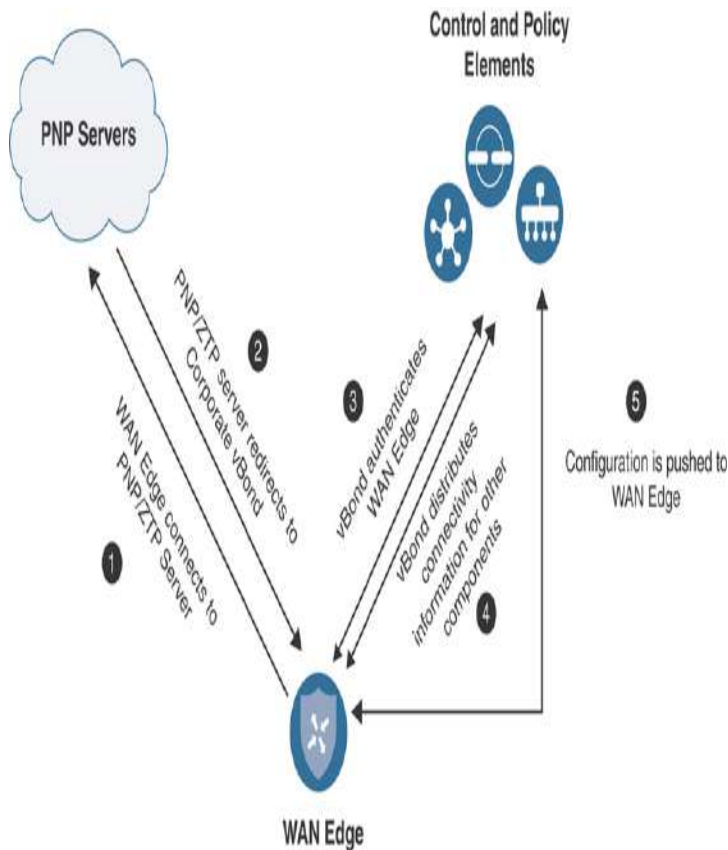 Control and Policy
Elements
PNP Servers
1
WAN Edge connects to
PNP/ZTP Server
2
PNP/ZTP server redirects to
Corporate vBond
3
vBond authenticates
WAN Edge
4
vBond distributes
connectivity
information for other
components
5
Configuration is pushed to
WAN Edge
WAN Edge